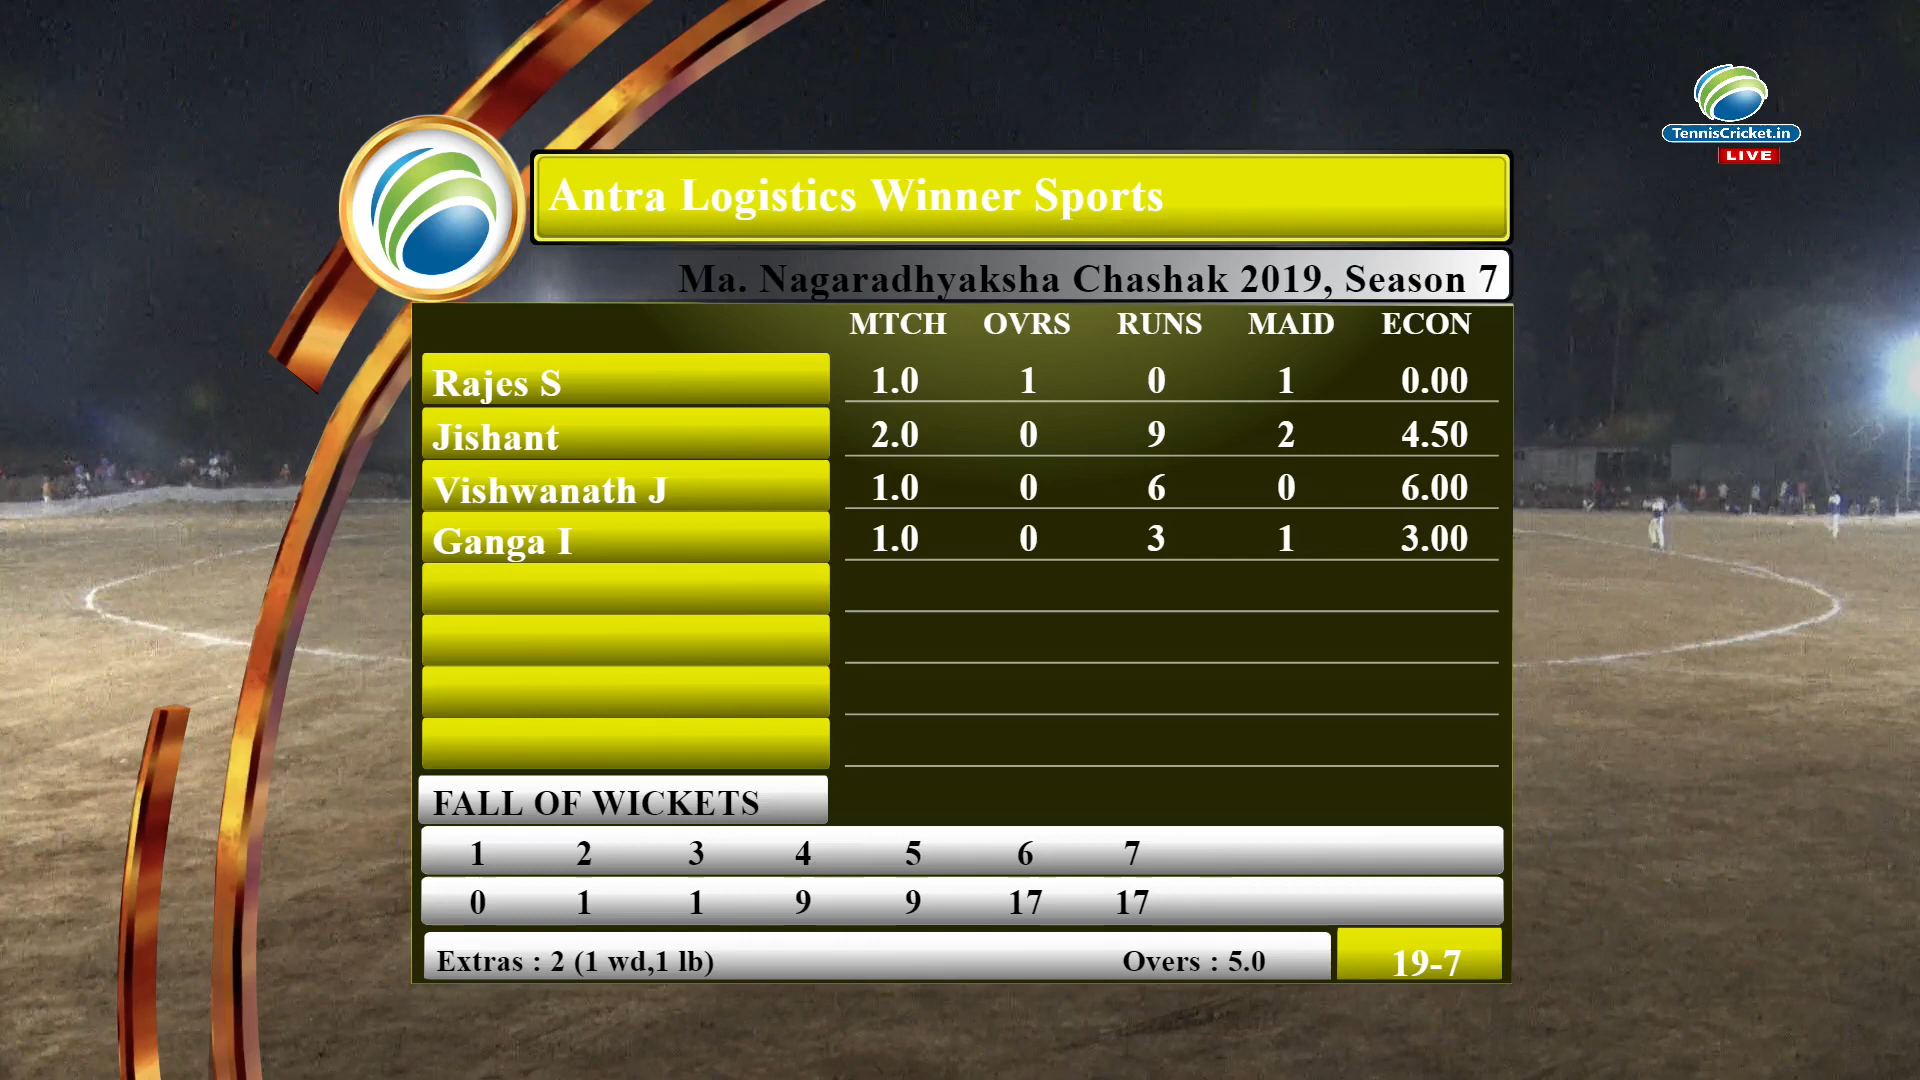 TennisCricket.in
LIVE
Antra Logistics Winner Sports
Ma. Nagaradhyaksha Chashak 2019, Season 7
MTCH OVRS RUNS MAID ECON
Rajes S 1.0 1 0 1 0.00
Jishant 2.0 0 9 2 4.50
Vishwanath J 1.0 0 6 0 6.00
Ganga I 1.0 0 3 1 3.00
FALL OF WICKETS
1 2 3 4 5 6 7
0 1 1 9 9 17 17
Extras : 2 (1 wd,1 lb) Overs : 5.0 19-7